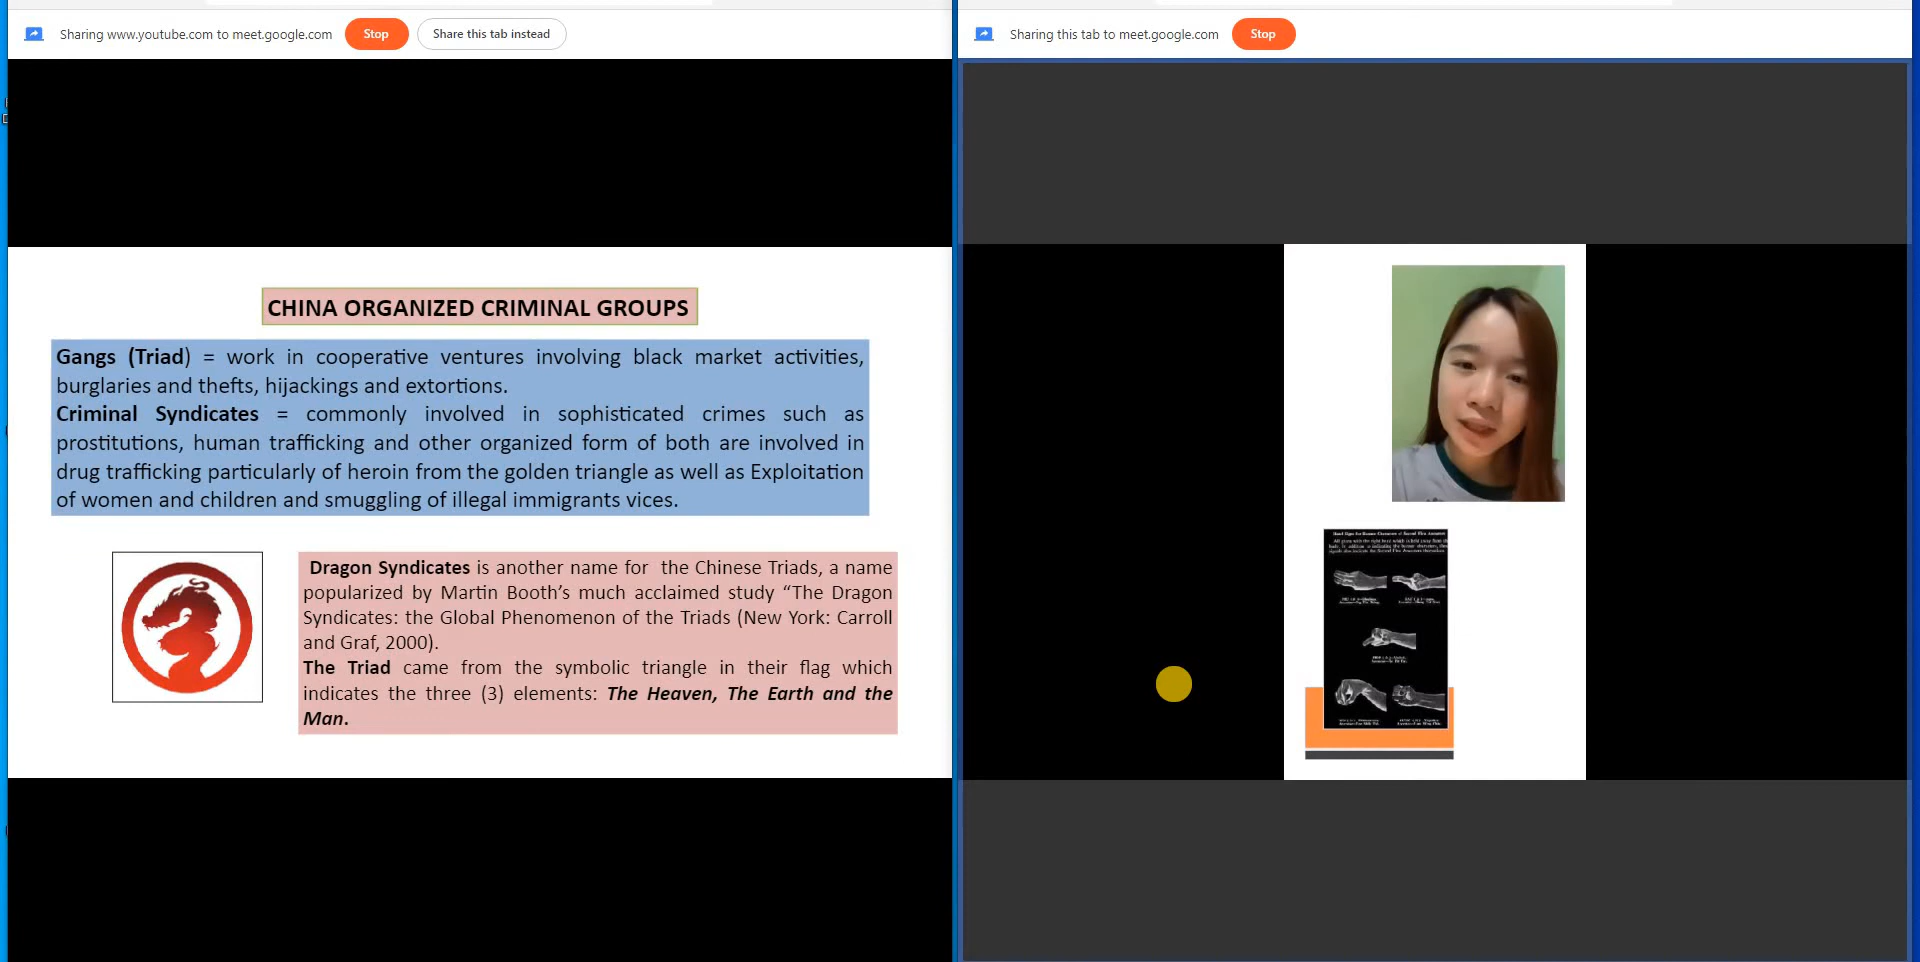 Sharing www.youtube.com to meet.google.com
Stop
Share this tab instead
CHINA ORGANIZED CRIMINAL GROUPS
Gangs (Triad) = work in cooperative ventures involving black market activities,
burglaries and thefts, hijackings and extortions.
Criminal Syndicates = commonly involved in sophisticated crimes such as
prostitutions, human trafficking and other organized form of both are involved in
drug trafficking particularly of heroin from the golden triangle as well as Exploitation
of women and children and smuggling of illegal immigrants vices.
Dragon Syndicates is another name for the Chinese Triads, a name
popularized by Martin Booth's much acclaimed study “The Dragon
Syndicates: the Global Phenomenon of the Triads (New York: Carroll
and Graf, 2000).
The Triad came from the symbolic triangle in their flag which
indicates the three (3) elements: The Heaven, The Earth and the
Man.
Sharing this tab to meet.google.com
Stop